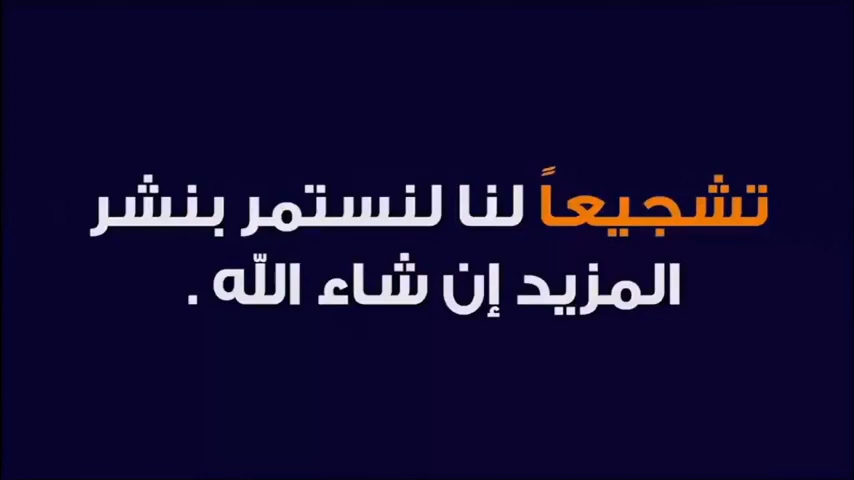 تشجيعاً لنا لنستمر بنشر
المزيد إن شاء الله .